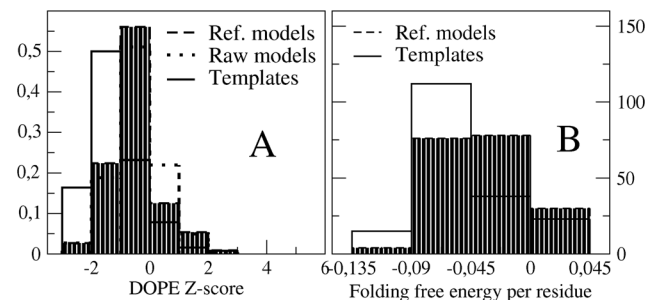 0,5
0,4
0,3
0,2
0,1
0
Ref. models
Raw models
Templates
A
-2
0
2
4
6
DOPE Z-score
Ref. models
Templates
B
150
100
50
0
-0,135
-0,09
-0,045
0
0,045
Folding free energy per residue